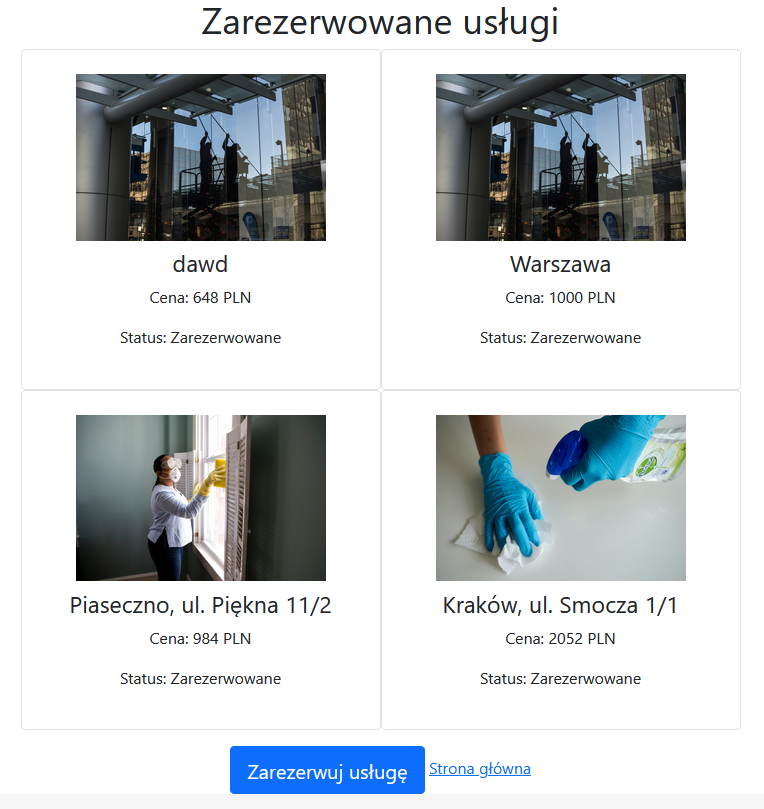 Zarezerwowane usługi
dawd
Cena: 648 PLN
Status: Zarezerwowane
Warszawa
Cena: 1000 PLN
Status: Zarezerwowane
Piaseczno, ul. Piękna 11/2
Cena: 984 PLN
Status: Zarezerwowane
Kraków, ul. Smocza 1/1
Cena: 2052 PLN
Status: Zarezerwowane
Zarezerwuj usługę
Strona główna